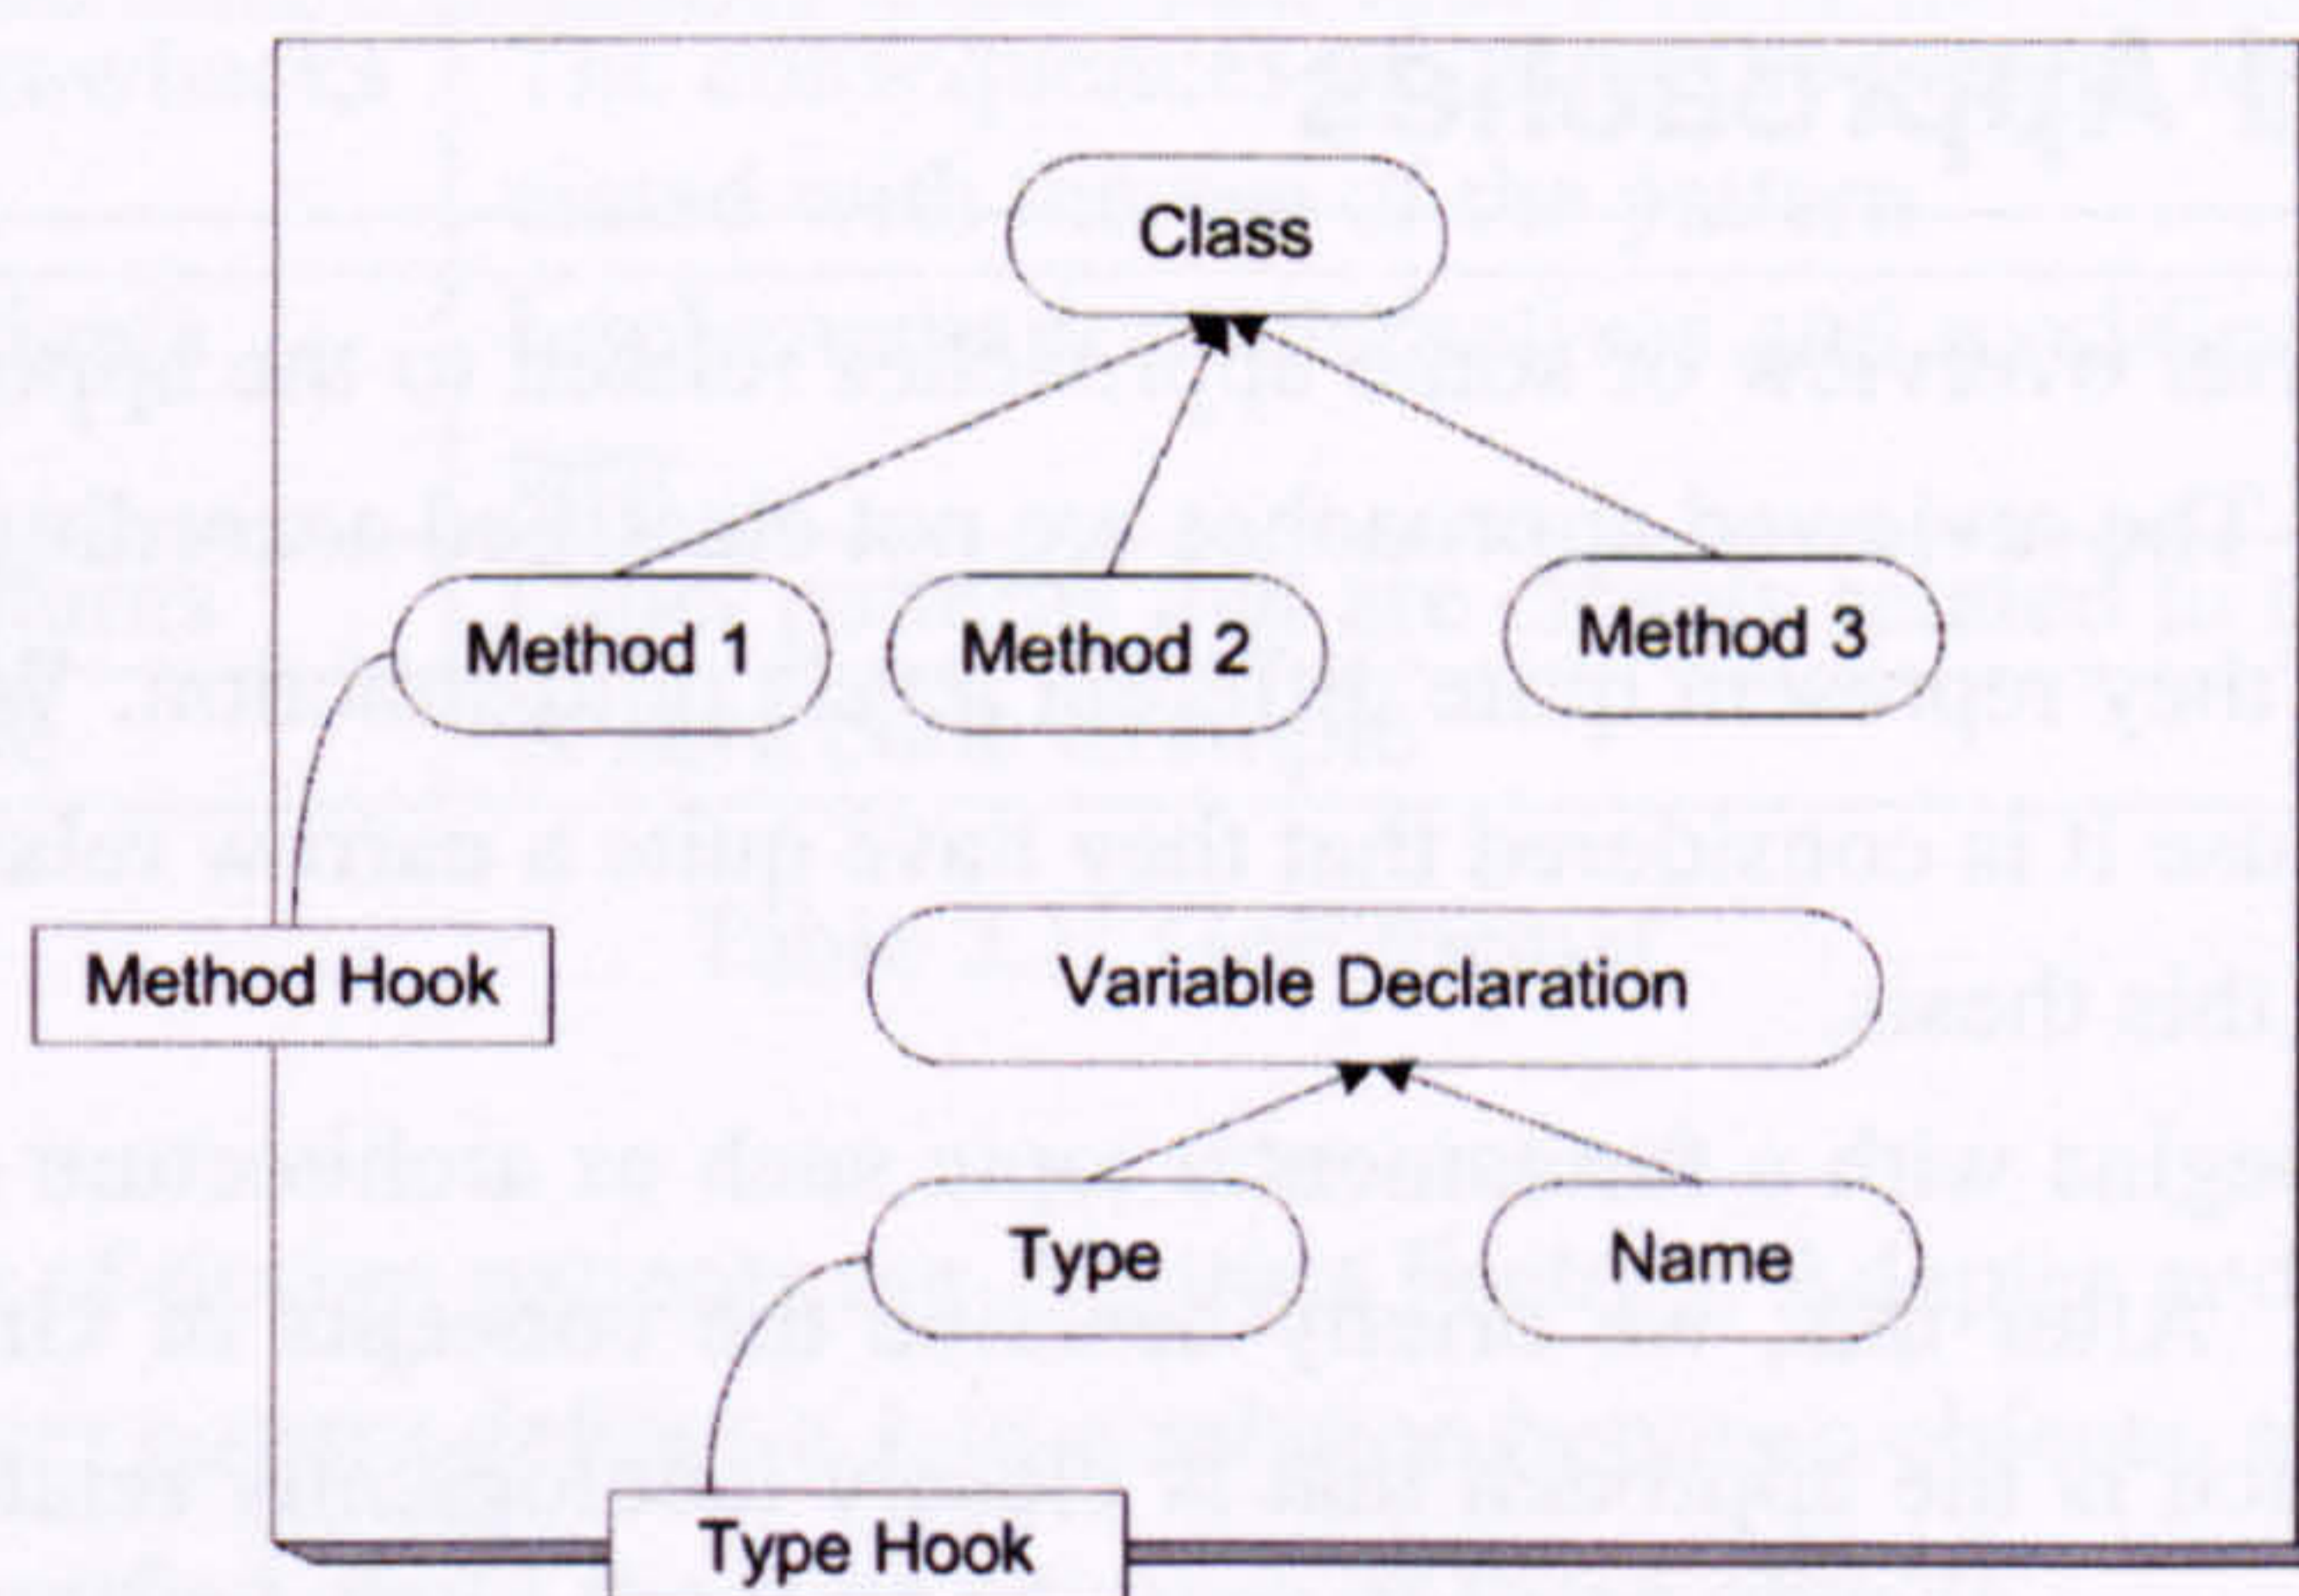 Class
Method 1
Method 2
Method 3
Method Hook
Variable Declaration
Type
Name
Type Hook